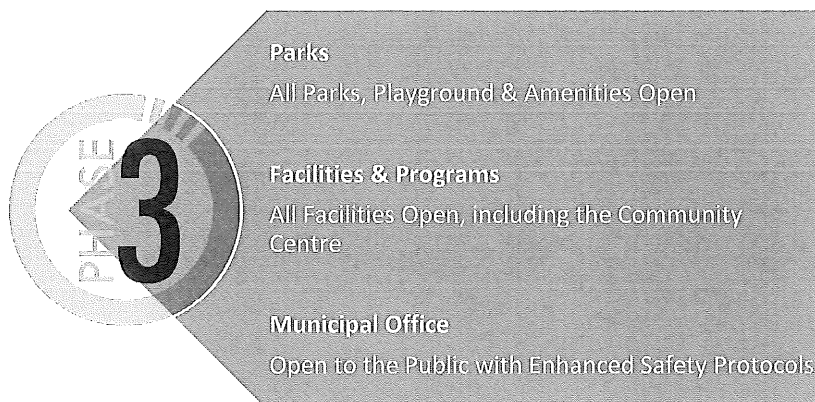 PHASE
3
Parks
All Parks, Playground & Amenities Open
Facilities & Programs
All Facilities Open, including the Community
Centre
Municipal Office
Open to the Public with Enhanced Safety Protocols